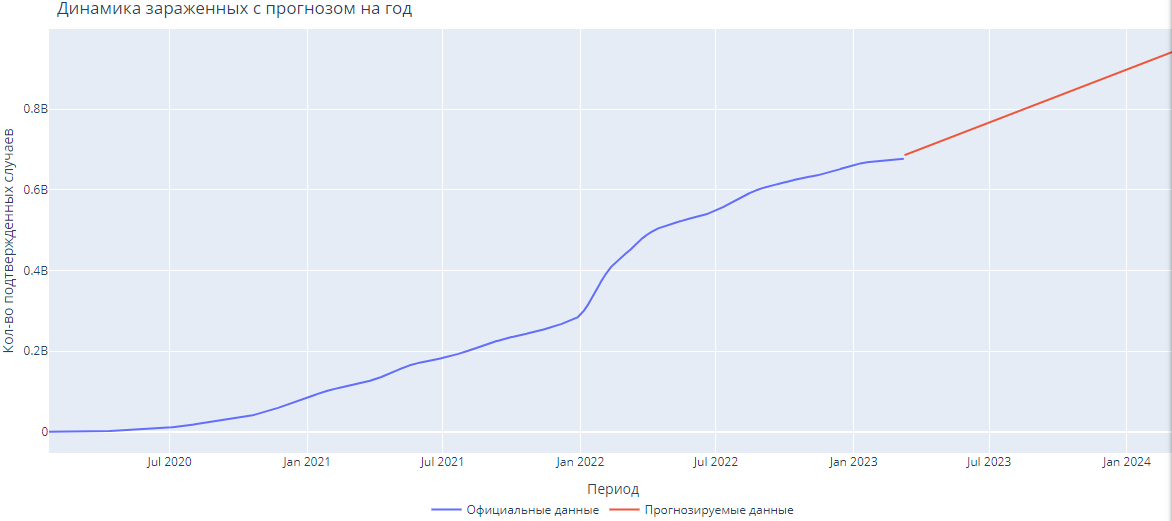 Динамика зараженных с прогнозом на год
Кол-во подтвержденных случаев
0.8B
0.6B
0.4B
0.2B
0
Jul 2020
Jan 2021
Jul 2021
Jan 2022
Jul 2022
Jan 2023
Jul 2023
Jan 2024
Период
Официальные данные
Прогнозируемые данные